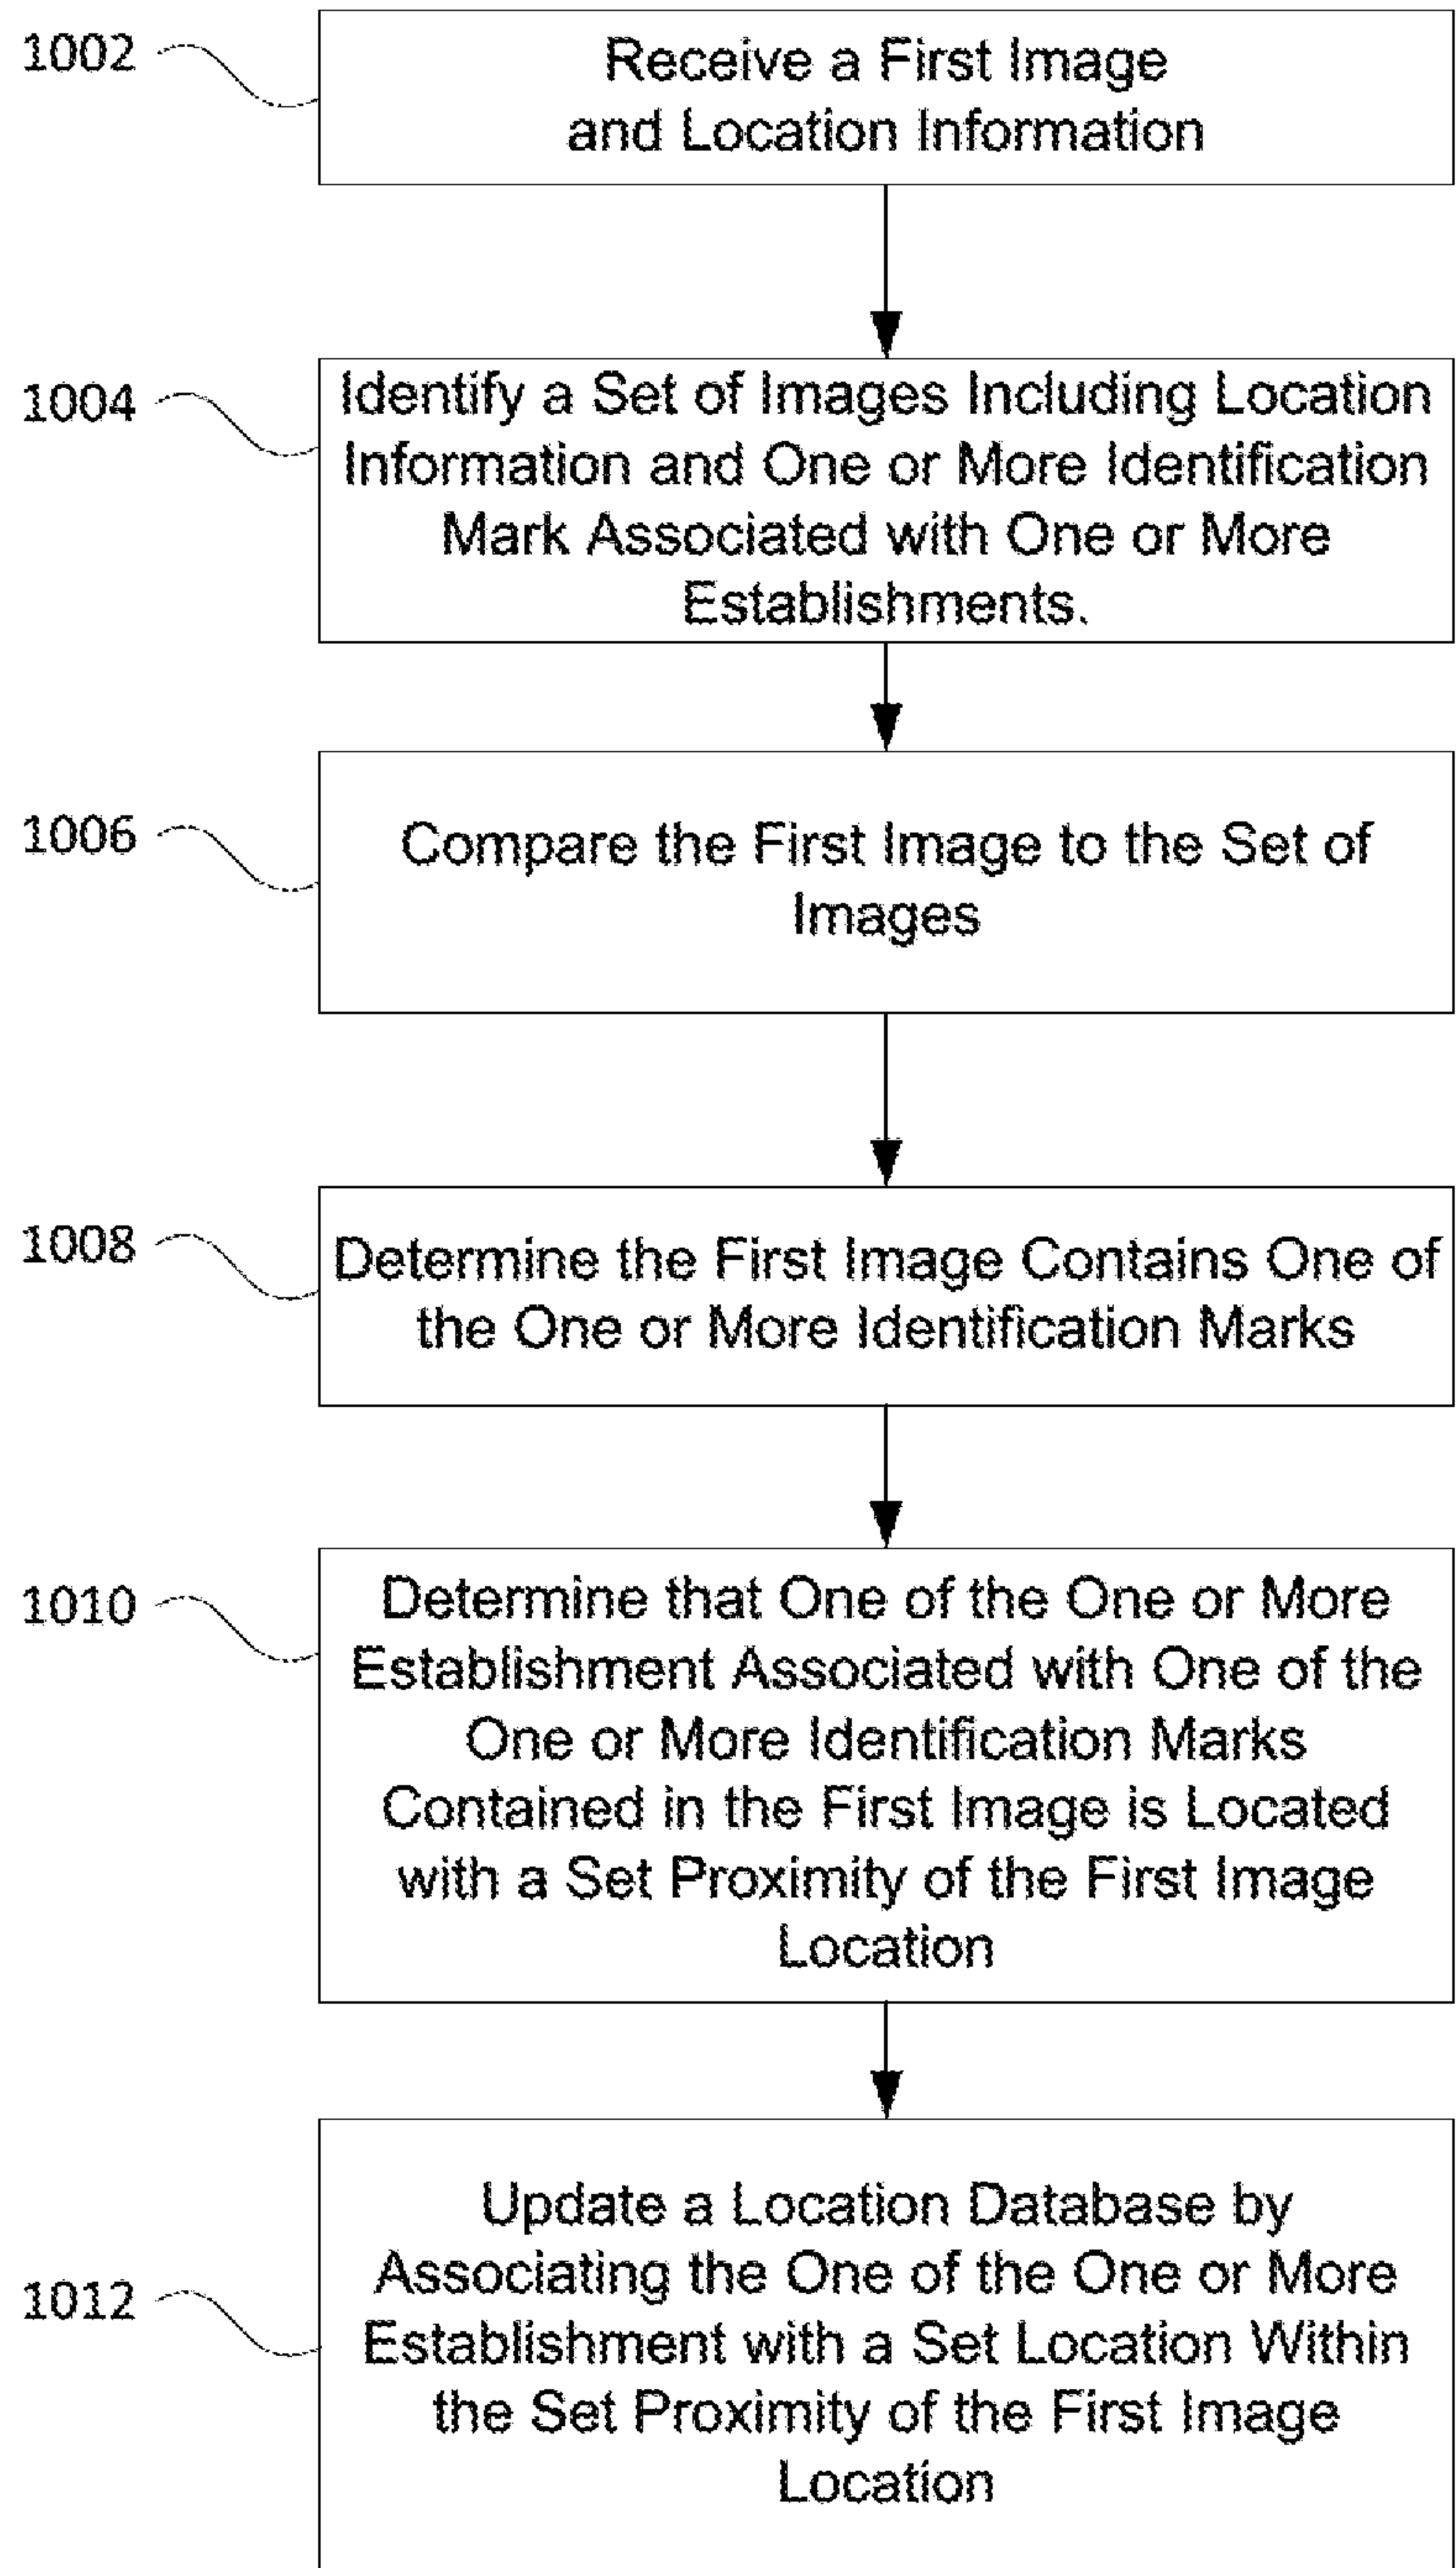 1002
Receive a First Image
and Location Information
1004
Identify a Set of Images Including Location
Information and One or More Identification
Mark Associated with One or More
Establishments.
1006
Compare the First Image to the Set of
Images
1008
Determine the First Image Contains One of
the One or More Identification Marks
1010
Determine that One of the One or More
Establishment Associated with One of the
One or More Identification Marks
Contained in the First Image is Located
with a Set Proximity of the First Image
Location
1012
Update a Location Database by
Associating the One of the One or More
Establishment with a Set Location Within
the Set Proximity of the First Image
Location